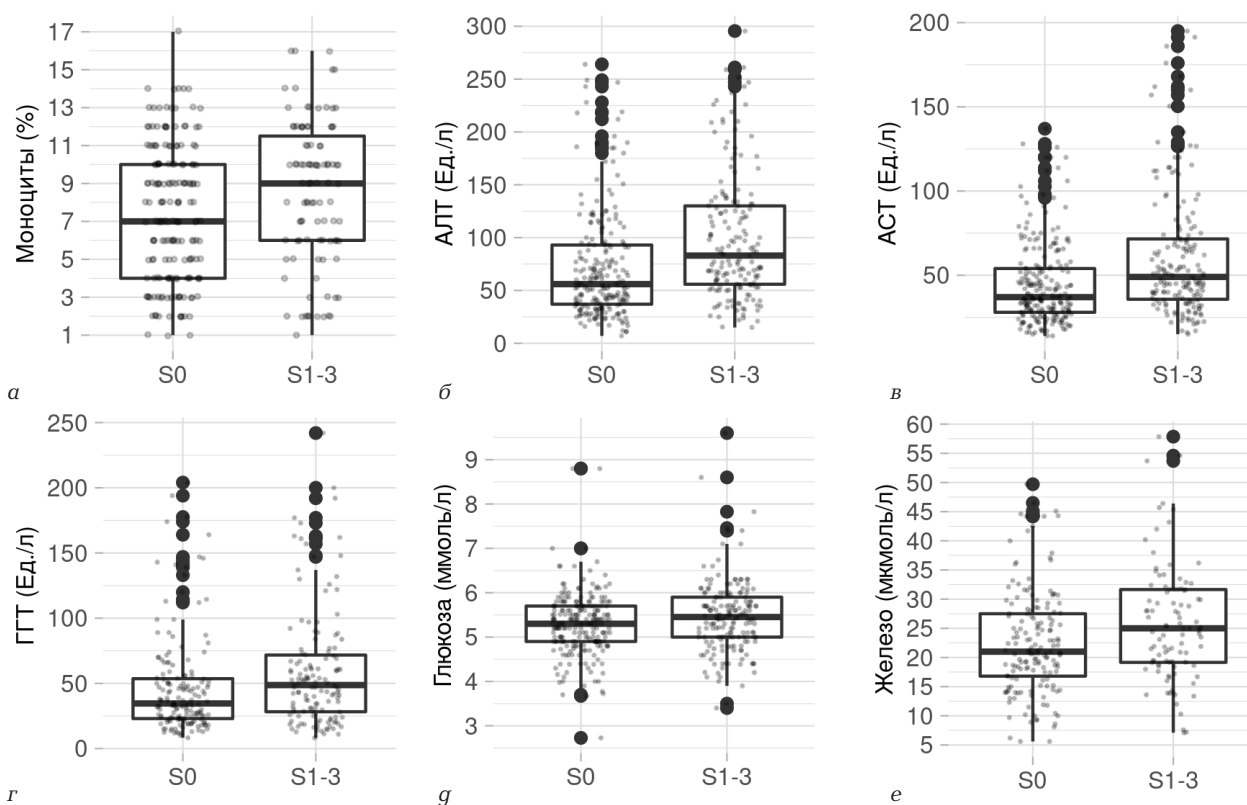 Моноциты (%)
17
15
13
11
9
7
5
3
1
S0
S1-3
а
АЛТ (Ед./л)
300
250
200
150
100
50
0
S0
S1-3
б
АСТ (Ед./л)
200
150
100
50
S0
S1-3
в
ГГТ (Ед./л)
250
200
150
100
50
0
S0
S1-3
г
Глюкоза (ммоль/л)
9
8
7
6
5
4
3
S0
S1-3
д
Железо (мкмоль/л)
60
55
50
45
40
35
30
25
20
15
10
5
S0
S1-3
е